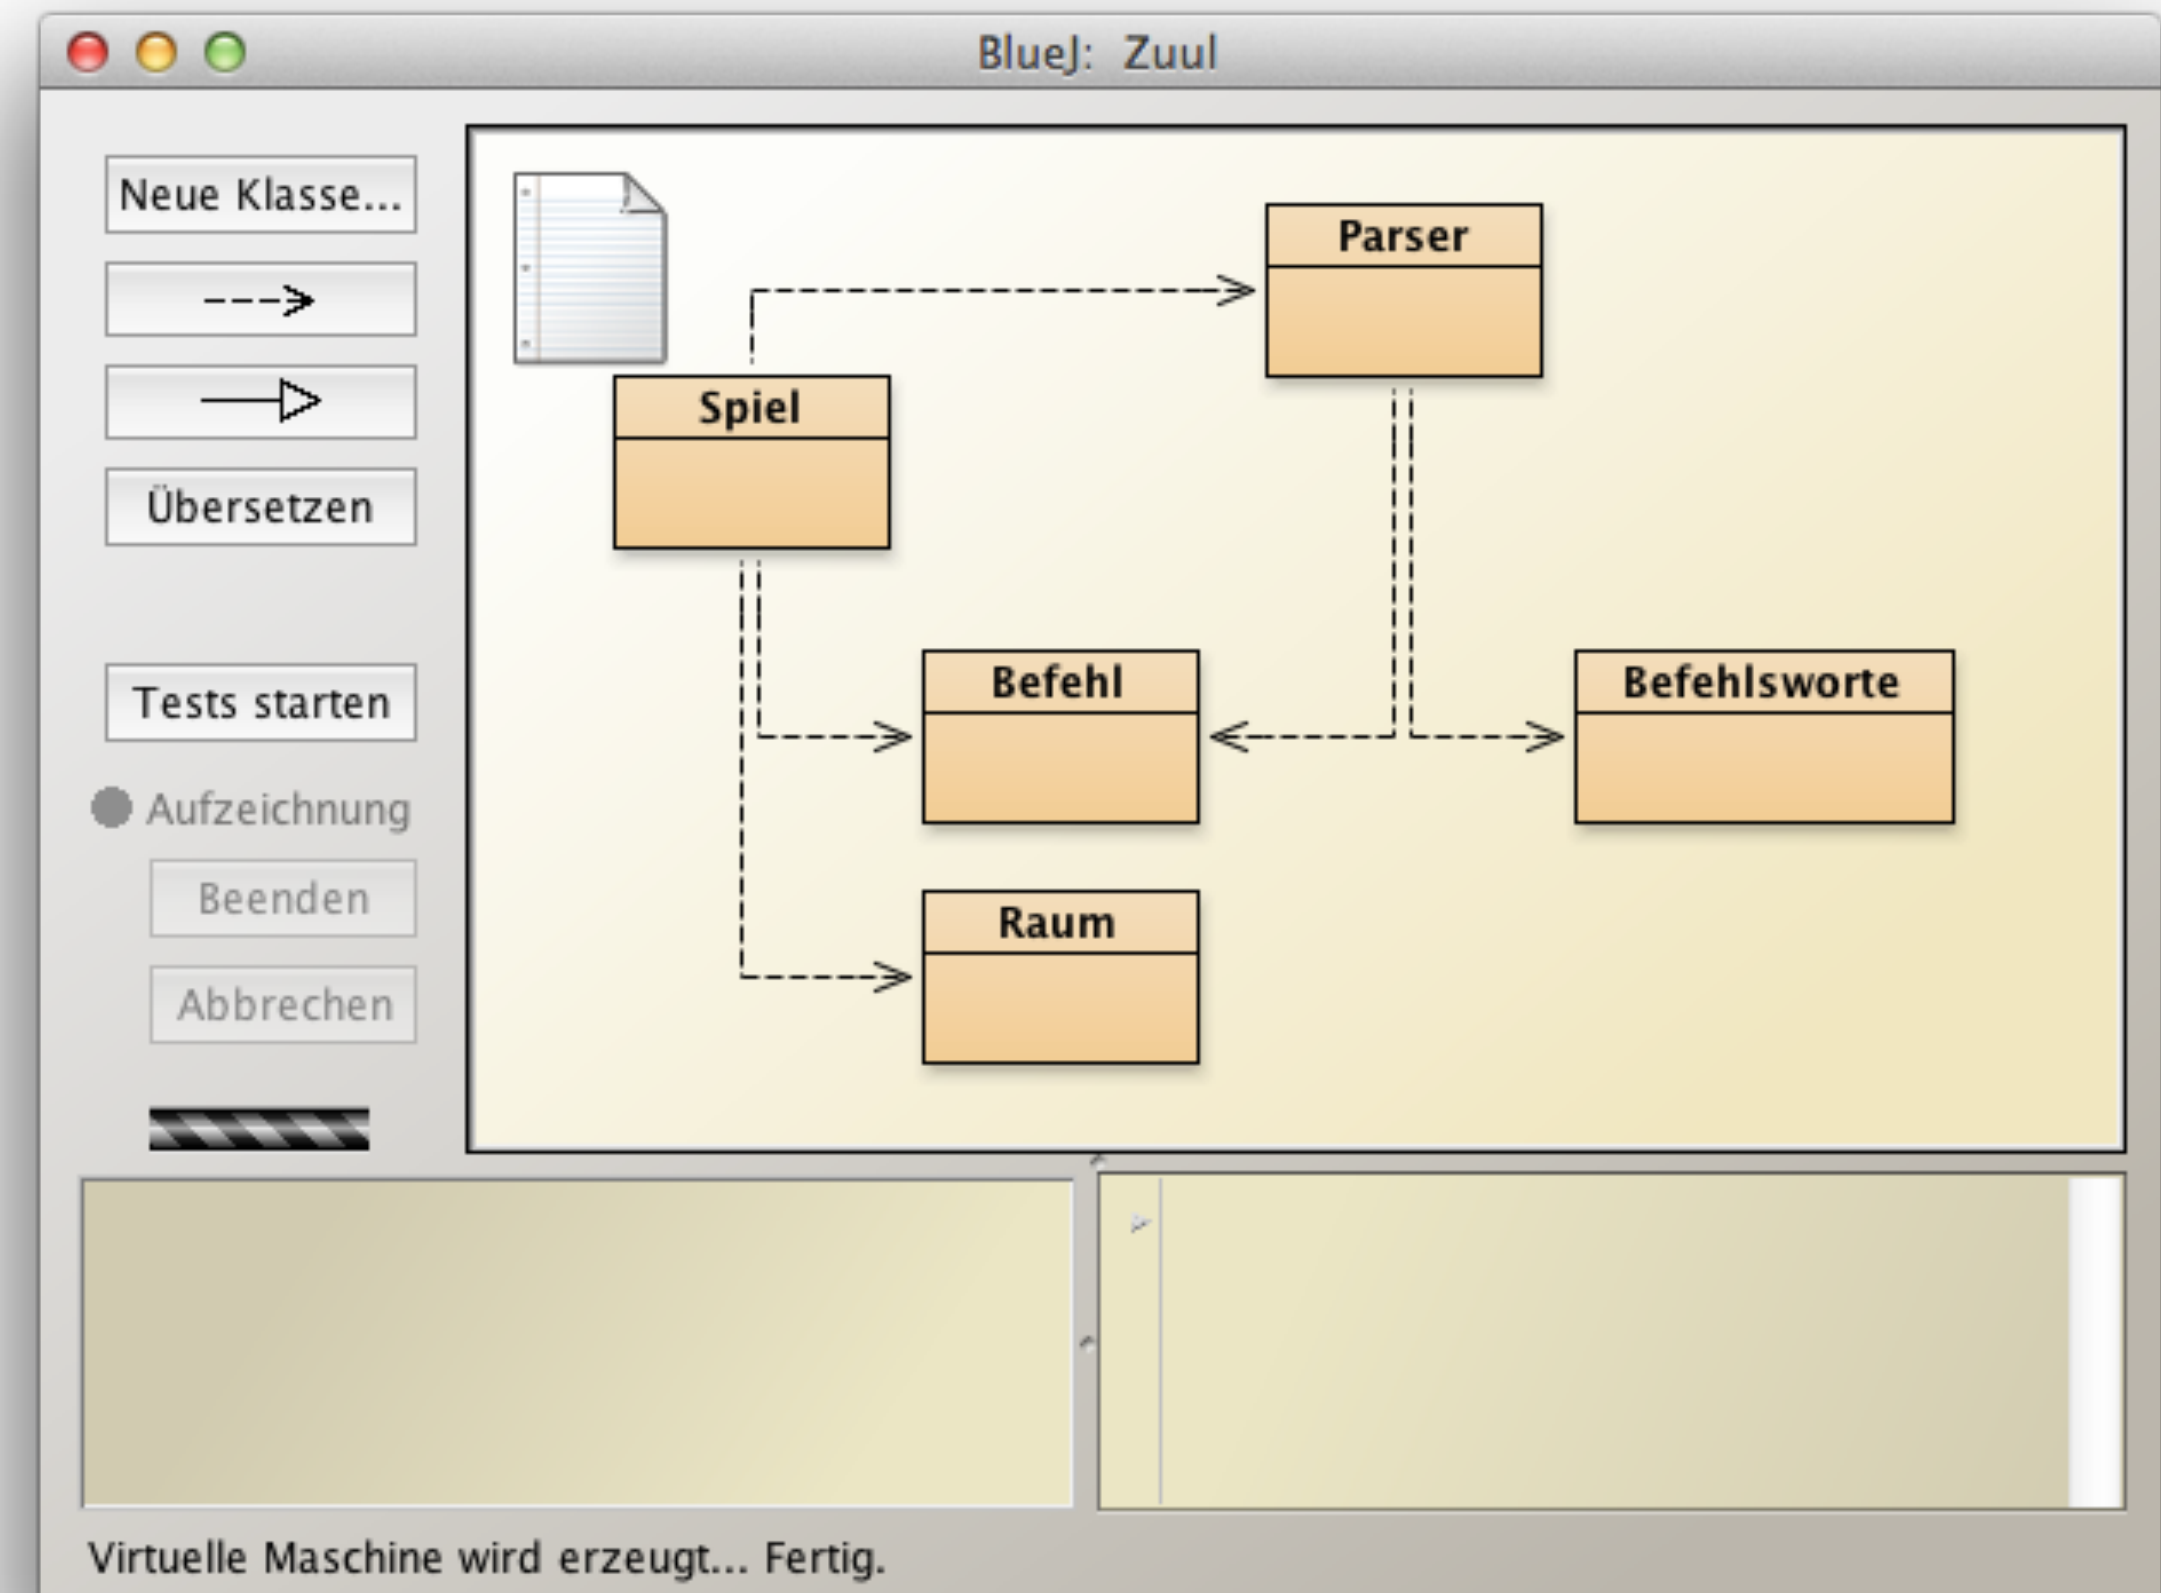 BlueJ: Zuul
Neue Klasse...
Übersetzen
Tests starten
Aufzeichnung
Beenden
Abbrechen
Parser
Spiel
Befehl
Befehlsworte
Raum
Virtuelle Maschine wird erzeugt... Fertig.